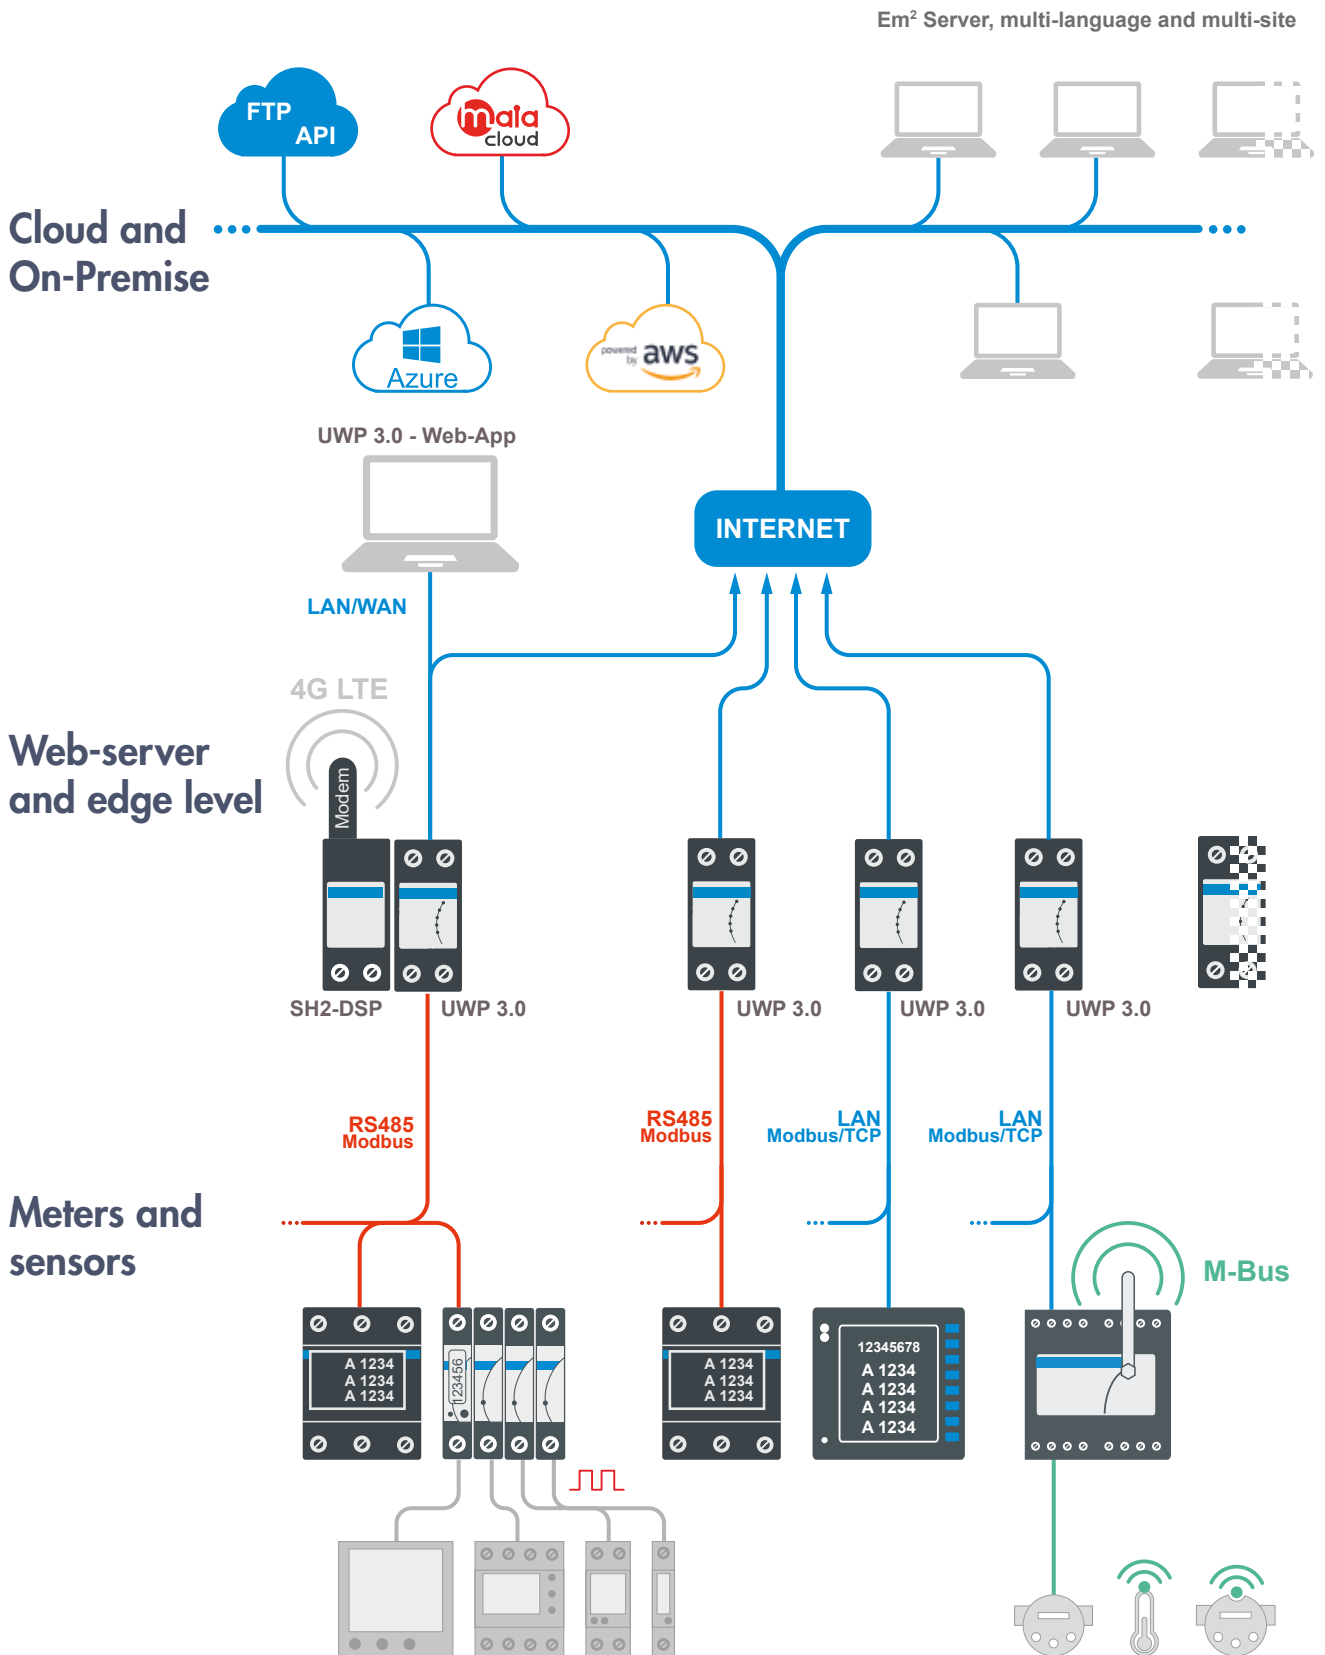 Em² Server, multi-language and multi-site
FTP
API
maia
cloud
Cloud and
On-Premise
Azure
powered
by
aws
UWP 3.0 - Web-App
INTERNET
LAN/WAN
4G LTE
Web-server
and edge level
Modem
SH2-DSP
UWP 3.0
UWP 3.0
UWP 3.0
UWP 3.0
RS485
Modbus
RS485
Modbus
LAN
Modbus/TCP
LAN
Modbus/TCP
Meters and
sensors
M-Bus
A 1234
A 1234
A 1234
123456
A 1234
A 1234
A 1234
12345678
A 1234
A 1234
A 1234
A 1234